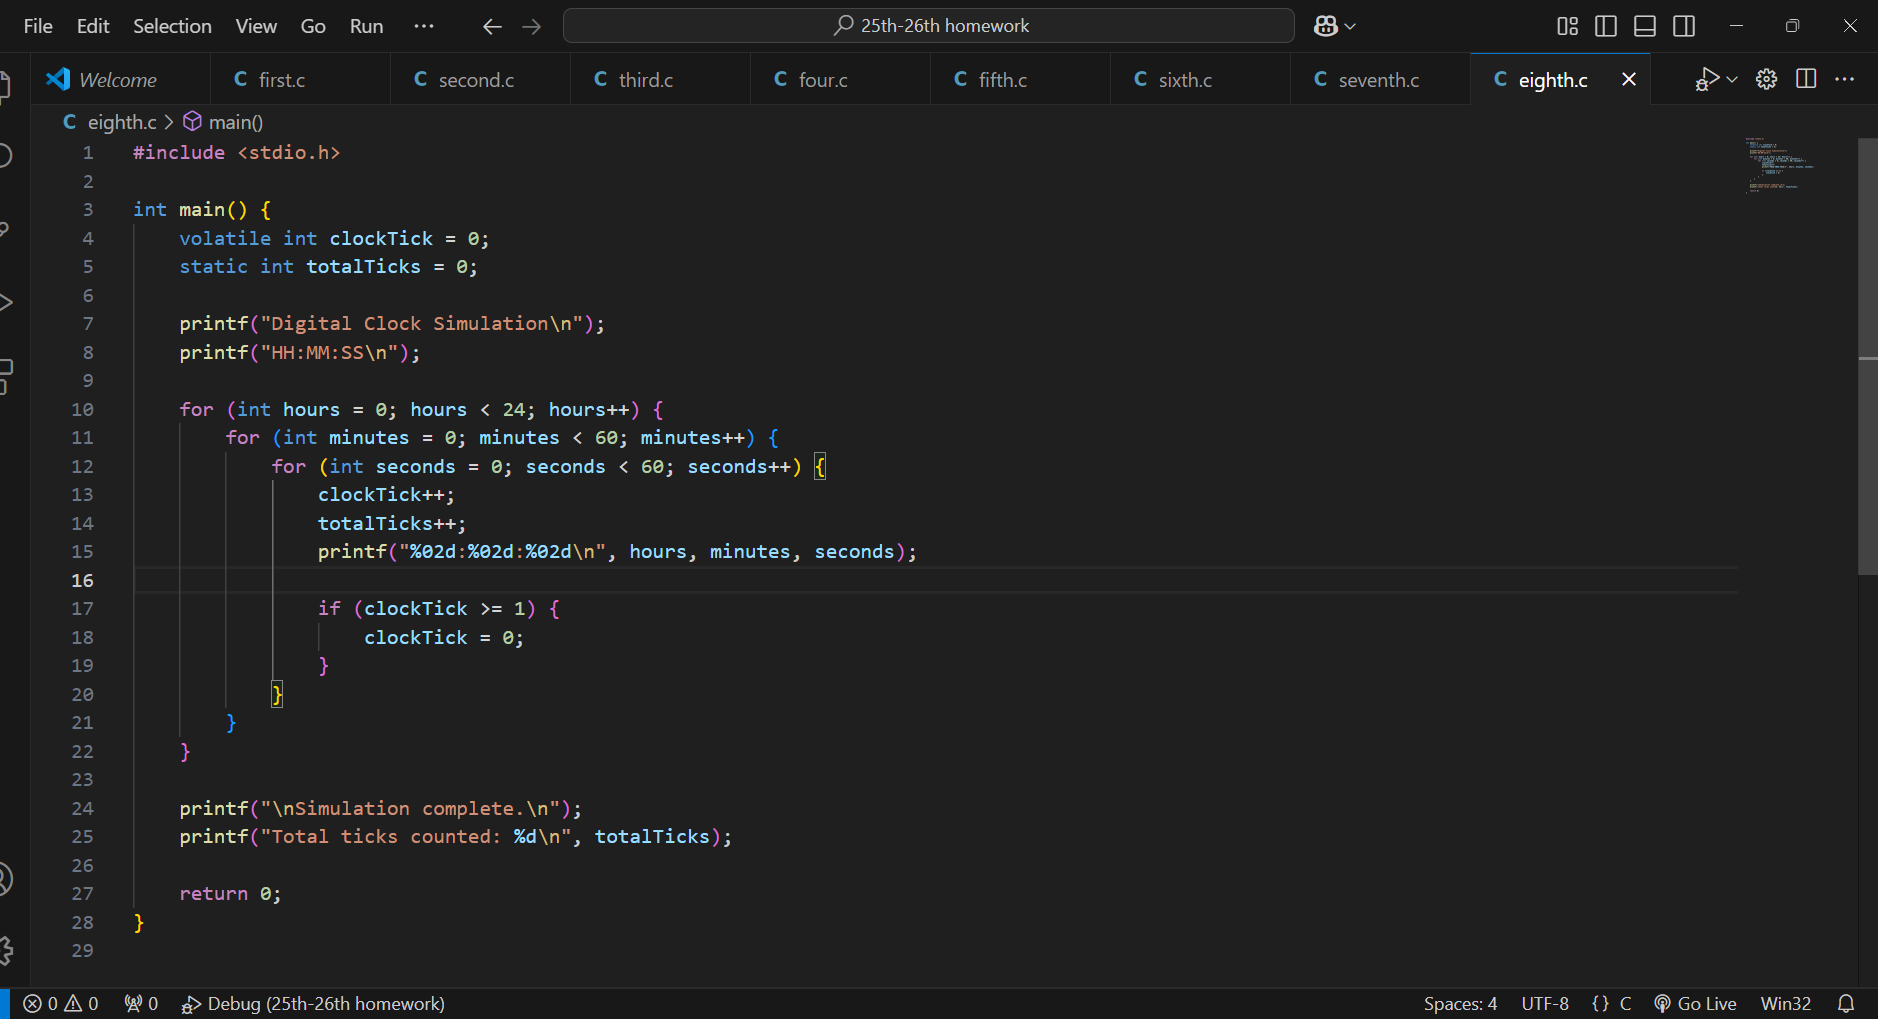 File Edit Selection View Go Run ··· 25th-26th homework
Welcome C first.c C second.c C third.c C four.c C fifth.c C sixth.c C seventh.c C eighth.c
C eighth.c > main()
1 #include <stdio.h>
2
3 int main() {
4     volatile int clockTick = 0;
5     static int totalTicks = 0;
6
7     printf("Digital Clock Simulation\n");
8     printf("HH:MM:SS\n");
9
10     for (int hours = 0; hours < 24; hours++) {
11         for (int minutes = 0; minutes < 60; minutes++) {
12             for (int seconds = 0; seconds < 60; seconds++) {
13                 clockTick++;
14                 totalTicks++;
15                 printf("%02d:%02d:%02d\n", hours, minutes, seconds);
16
17                 if (clockTick >= 1) {
18                     clockTick = 0;
19                 }
20             }
21         }
22     }
23
24     printf("\nSimulation complete.\n");
25     printf("Total ticks counted: %d\n", totalTicks);
26
27     return 0;
28 }
29
0 0 0 Debug (25th-26th homework) Spaces: 4 UTF-8 {} C Go Live Win32